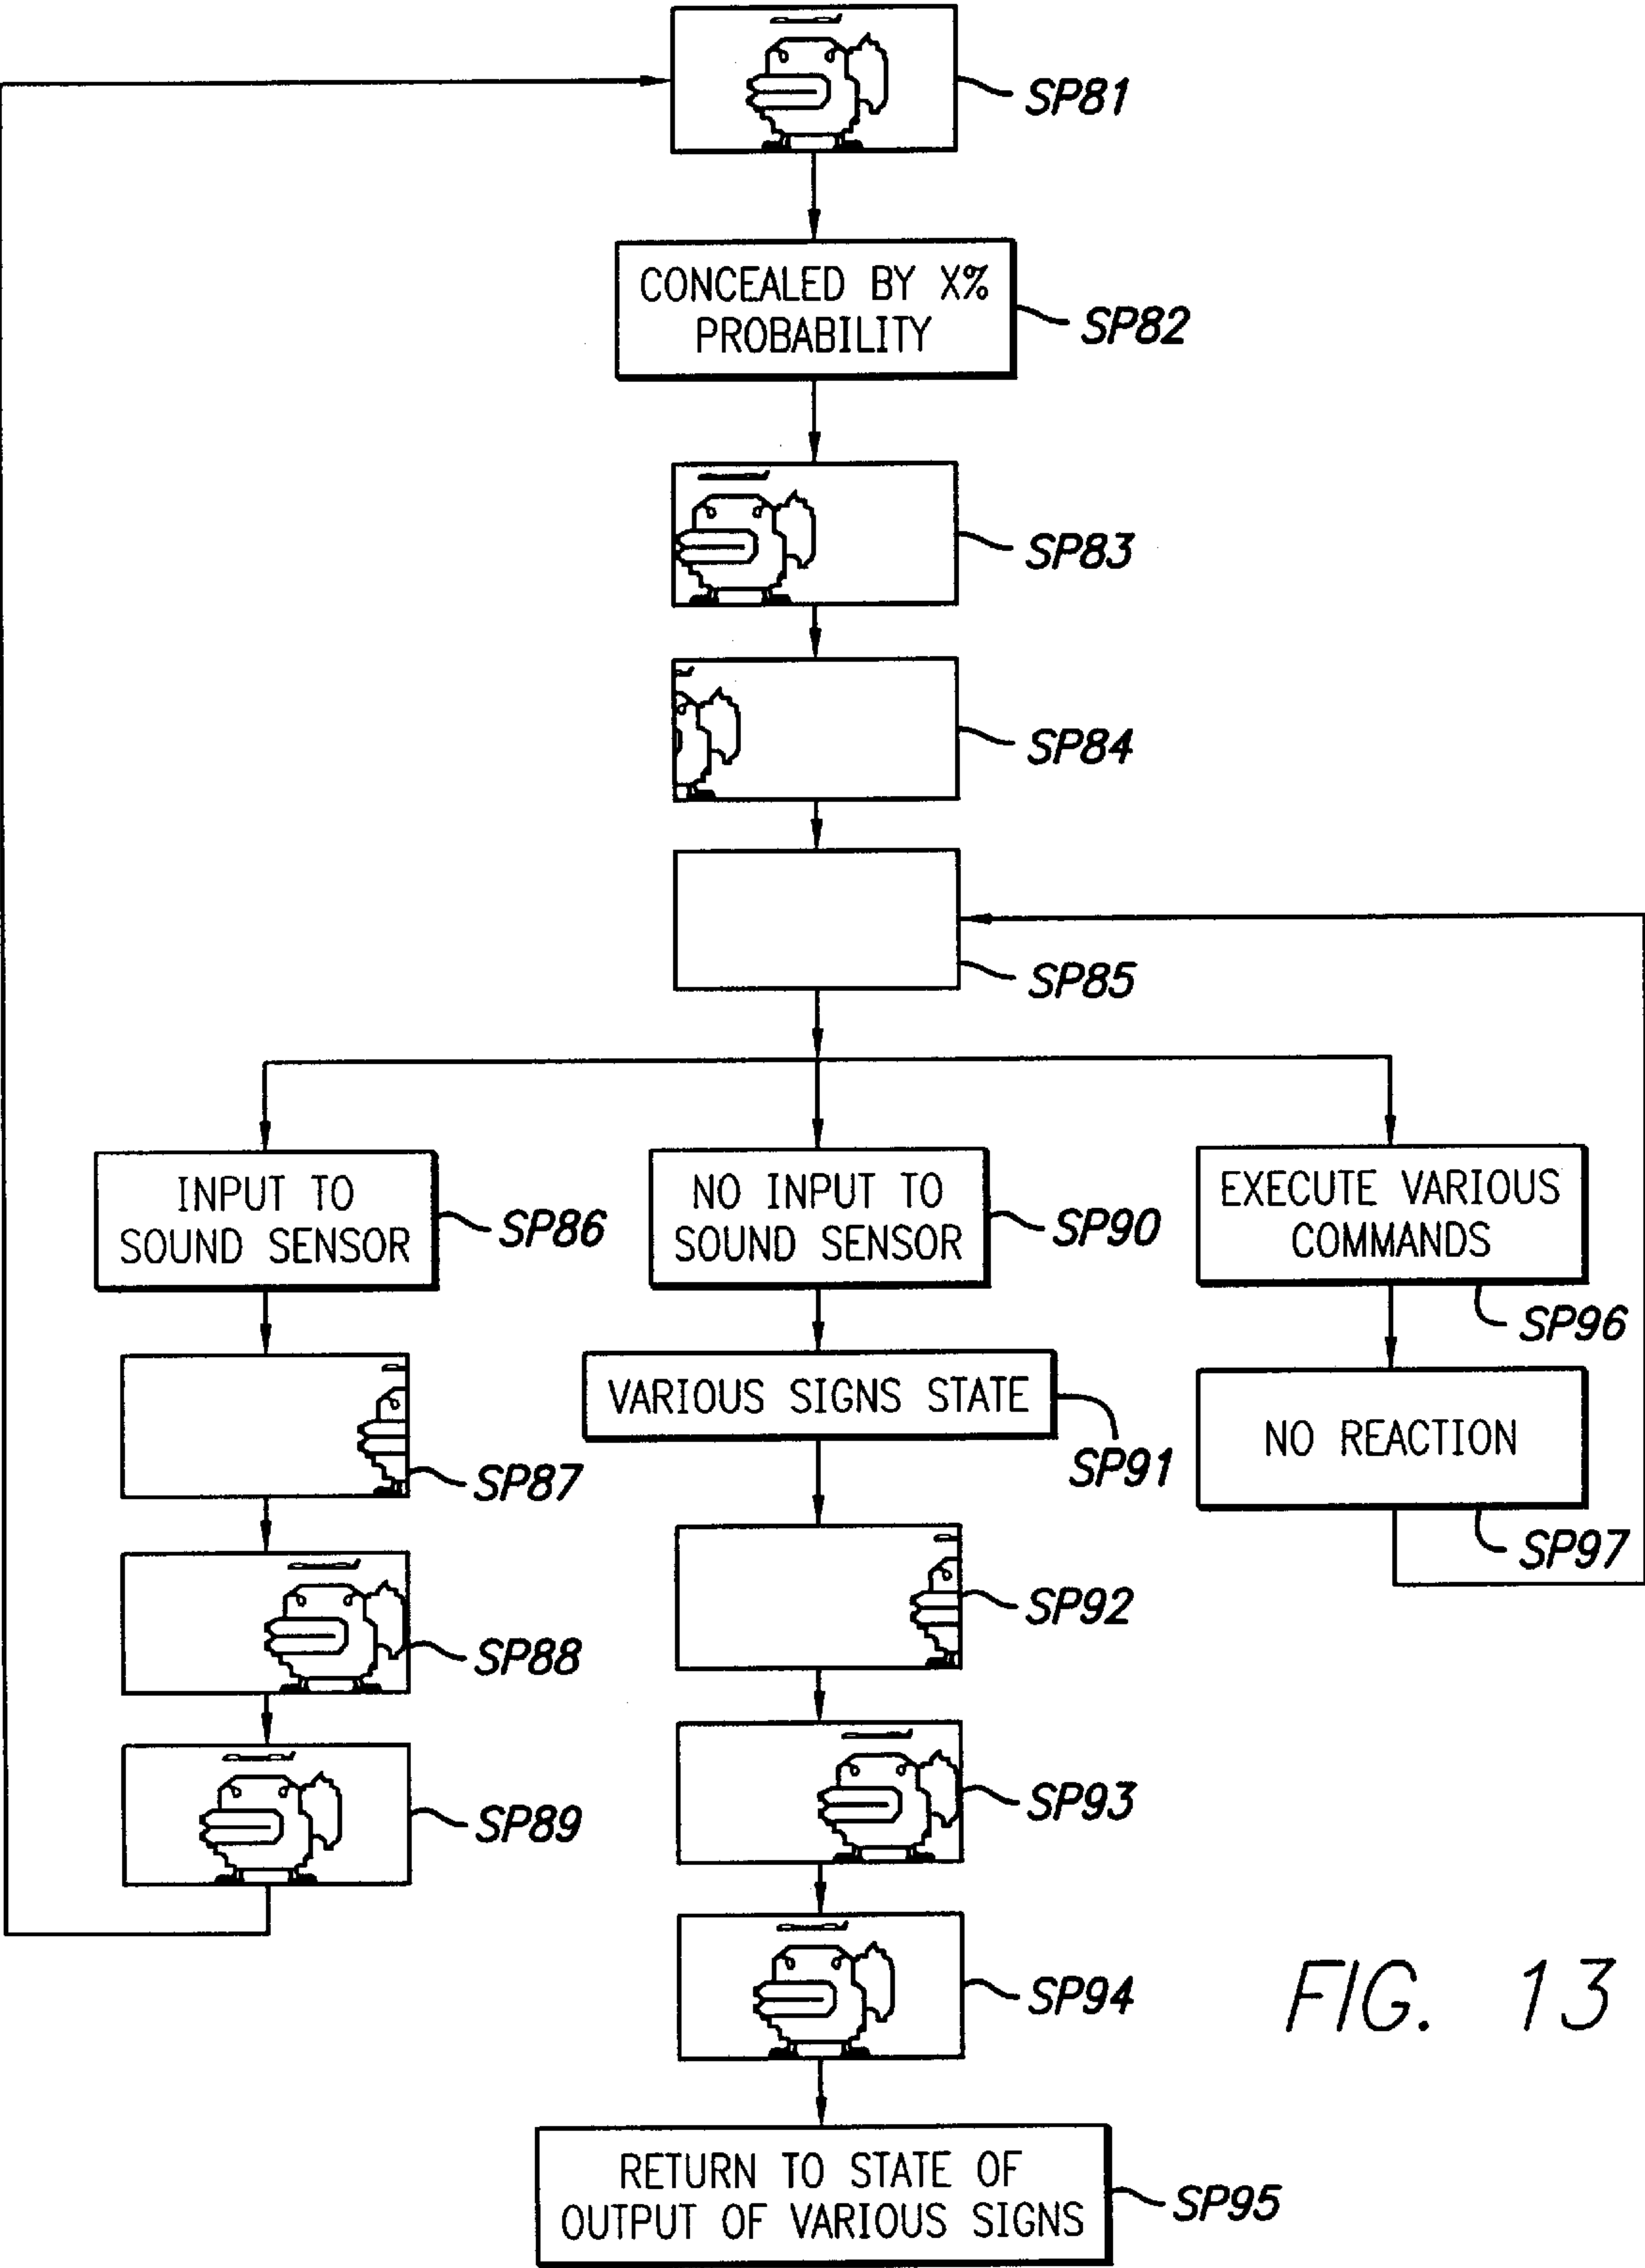 SP81
CONCEALED BY X%
PROBABILITY
SP82
SP83
SP84
SP85
INPUT TO
SOUND SENSOR
SP86
NO INPUT TO
SOUND SENSOR
SP90
EXECUTE VARIOUS
COMMANDS
SP96
VARIOUS SIGNS STATE
SP91
NO REACTION
SP97
SP87
SP88
SP89
SP92
SP93
SP94
RETURN TO STATE OF
OUTPUT OF VARIOUS SIGNS
SP95
FIG. 13